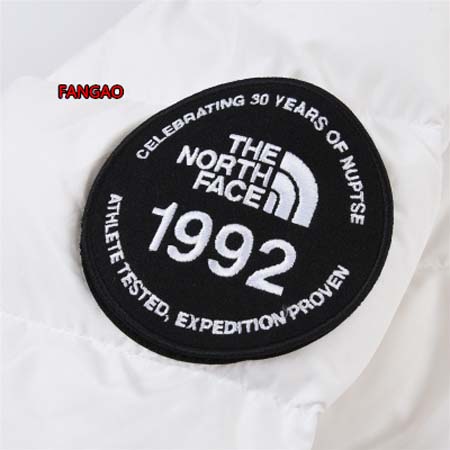 FANGAO
CELEBRATING 30 YEARS OF NUPTSE
THE
NORTH
FACE
1992
ATHLETE TESTED, EXPEDITION PROVEN